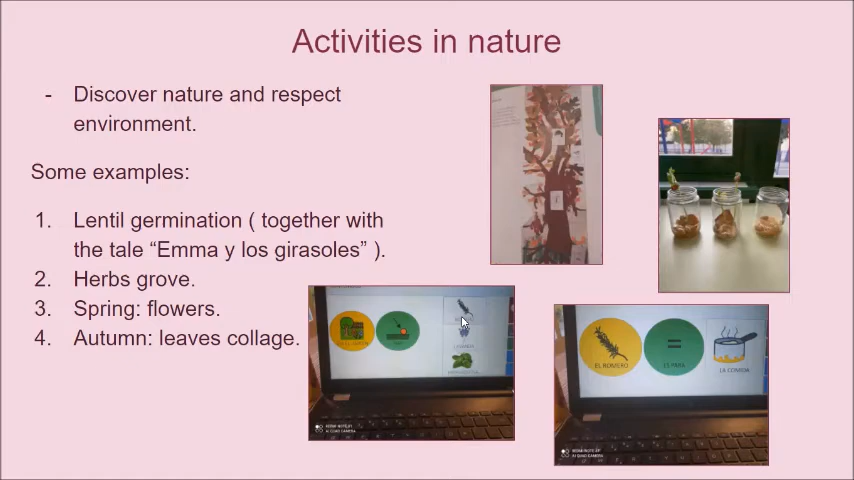 Activities in nature
- Discover nature and respect
environment.
Some examples:
1. Lentil germination ( together with
the tale “Emma y los girasoles” ).
2. Herbs grove.
3. Spring: flowers.
4. Autumn: leaves collage.
EL ROMERO
ES PARA
LA COMIDA